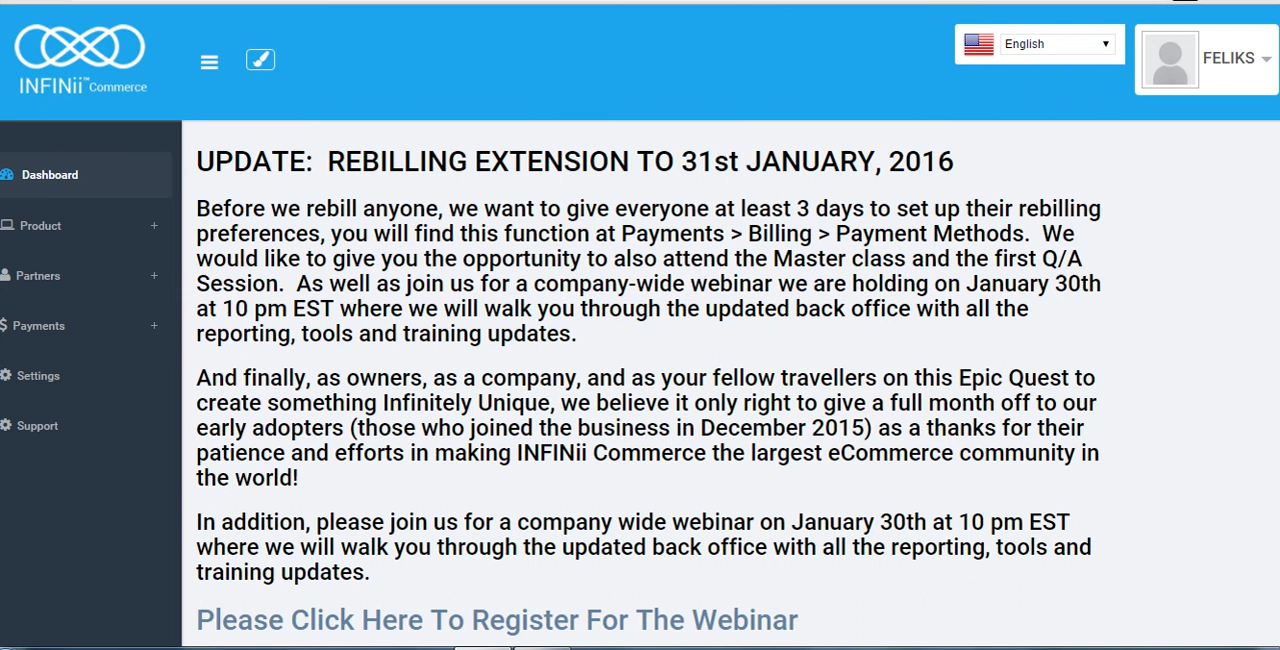 INFINii™Commerce
English
FELIKS
Dashboard
Product +
Partners +
Payments +
Settings
Support
UPDATE:  REBILLING EXTENSION TO 31st JANUARY, 2016
Before we rebill anyone, we want to give everyone at least 3 days to set up their rebilling
preferences, you will find this function at Payments > Billing > Payment Methods.  We
would like to give you the opportunity to also attend the Master class and the first Q/A
Session.  As well as join us for a company-wide webinar we are holding on January 30th
at 10 pm EST where we will walk you through the updated back office with all the
reporting, tools and training updates.
And finally, as owners, as a company, and as your fellow travellers on this Epic Quest to
create something Infinitely Unique, we believe it only right to give a full month off to our
early adopters (those who joined the business in December 2015) as a thanks for their
patience and efforts in making INFINii Commerce the largest eCommerce community in
the world!
In addition, please join us for a company wide webinar on January 30th at 10 pm EST
where we will walk you through the updated back office with all the reporting, tools and
training updates.
Please Click Here To Register For The Webinar